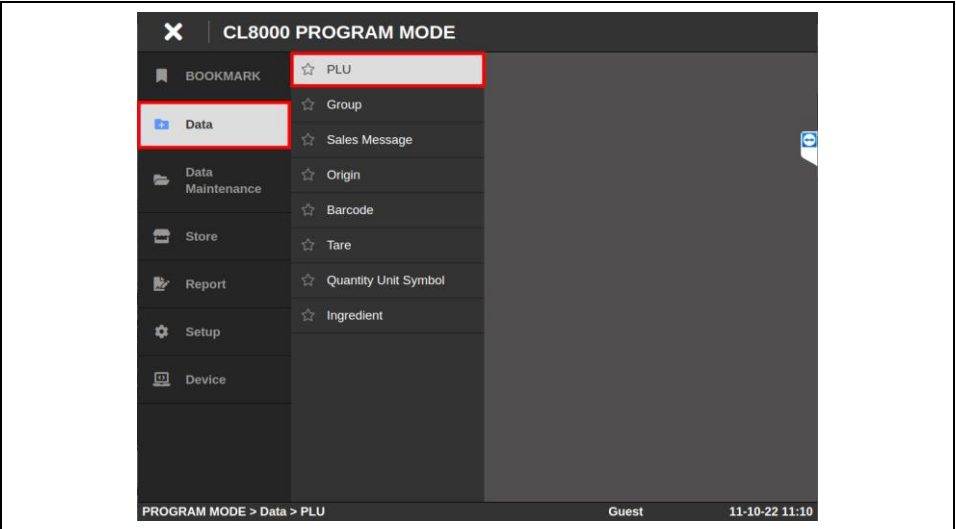 CL8000 PROGRAM MODE
BOOKMARK
Data
Data
Maintenance
Store
Report
Setup
Device
PLU
Group
Sales Message
Origin
Barcode
Tare
Quantity Unit Symbol
Ingredient
PROGRAM MODE > Data > PLU
Guest
11-10-22 11:10